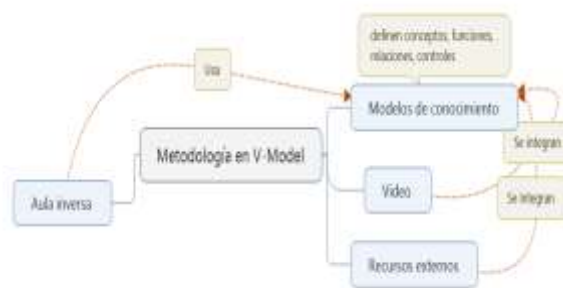 definen conceptos, funciones,
relaciones, controles
Usa
Modelos de conocimiento
Se integran
Metodología en V-Model
Aula inversa
Video
Se integran
Recursos externos